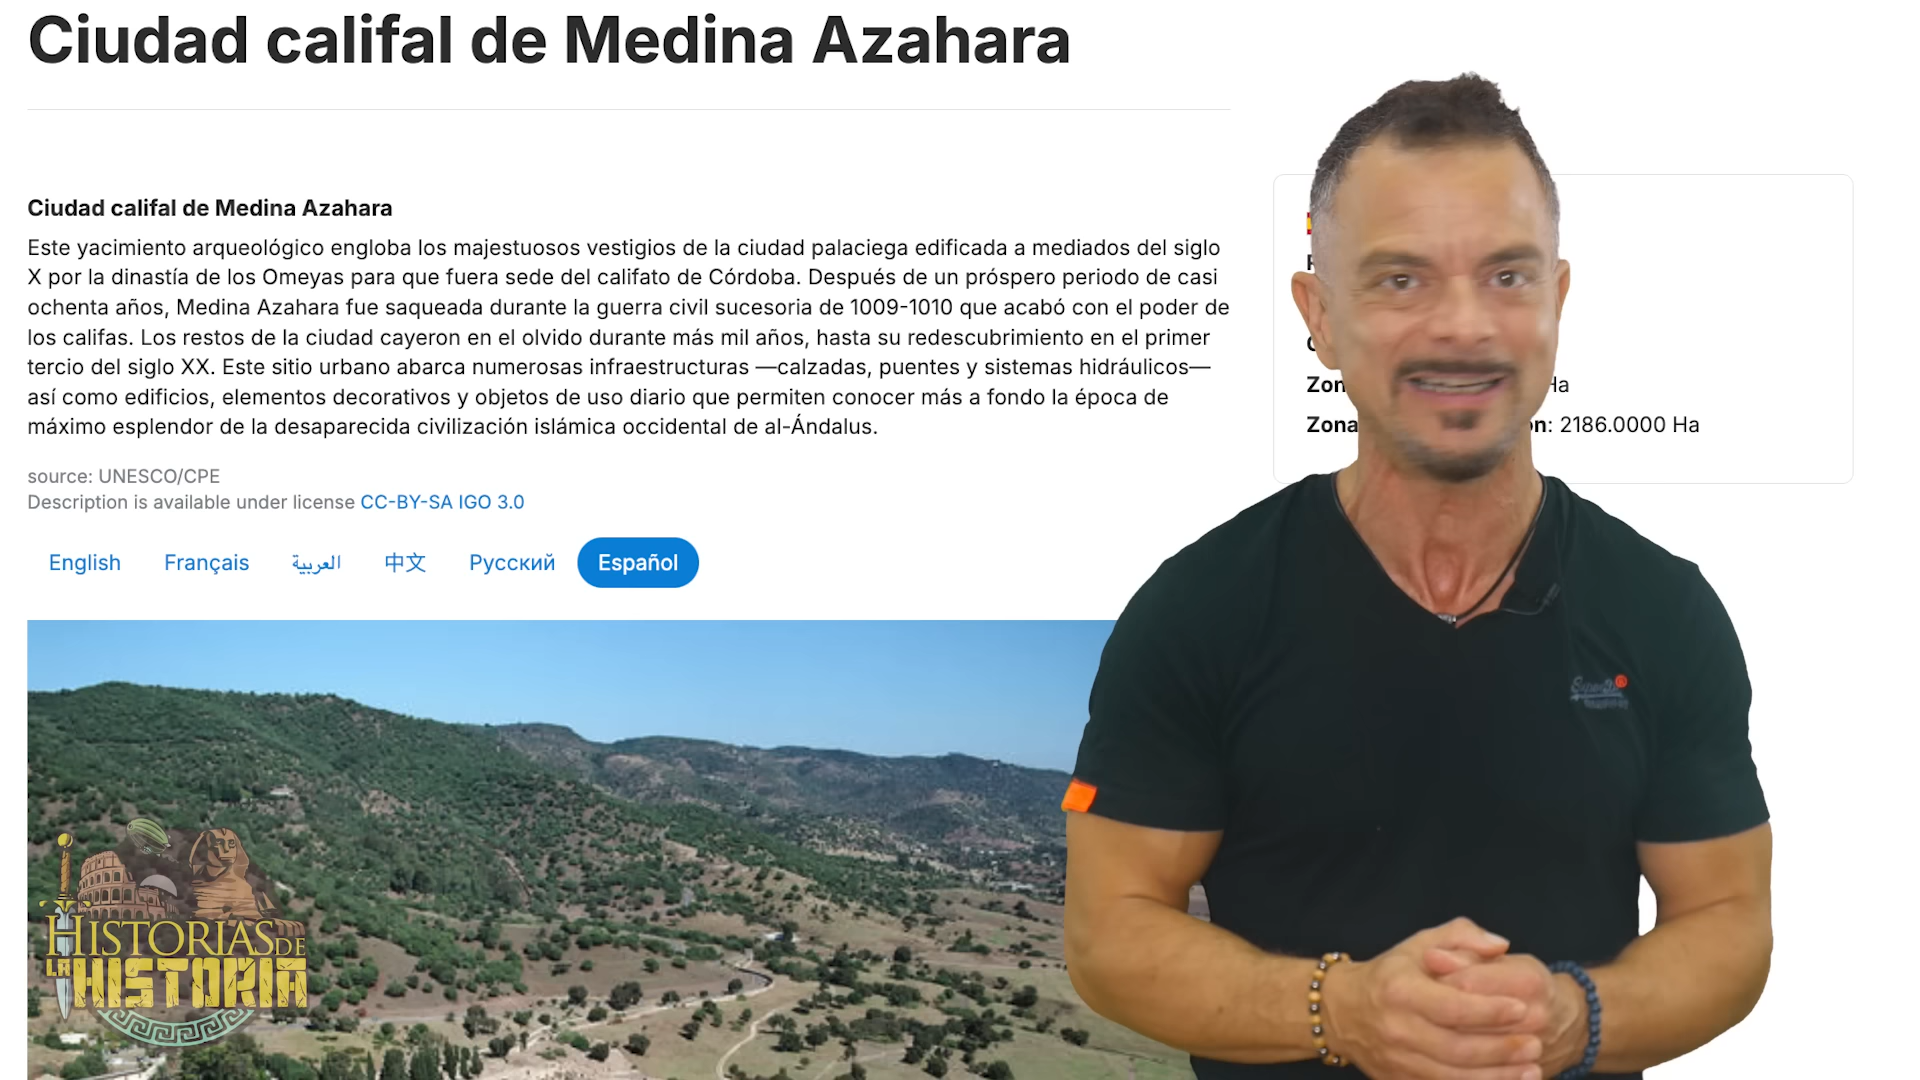 Ciudad califal de Medina Azahara
Ciudad califal de Medina Azahara
Este yacimiento arqueológico engloba los majestuosos vestigios de la ciudad palaciega edificada a mediados del siglo
X por la dinastía de los Omeyas para que fuera sede del califato de Córdoba. Después de un próspero periodo de casi
ochenta años, Medina Azahara fue saqueada durante la guerra civil sucesoria de 1009-1010 que acabó con el poder de
los califas. Los restos de la ciudad cayeron en el olvido durante más mil años, hasta su redescubrimiento en el primer
tercio del siglo XX. Este sitio urbano abarca numerosas infraestructuras —calzadas, puentes y sistemas hidráulicos—
así como edificios, elementos decorativos y objetos de uso diario que permiten conocer más a fondo la época de
máximo esplendor de la desaparecida civilización islámica occidental de al-Ándalus.
source: UNESCO/CPE
Description is available under license CC-BY-SA IGO 3.0
English Français العربية 中文 Русский Español
Ha
Zona : 2186.0000 Ha
HISTORIAS DE
LA HISTORIA